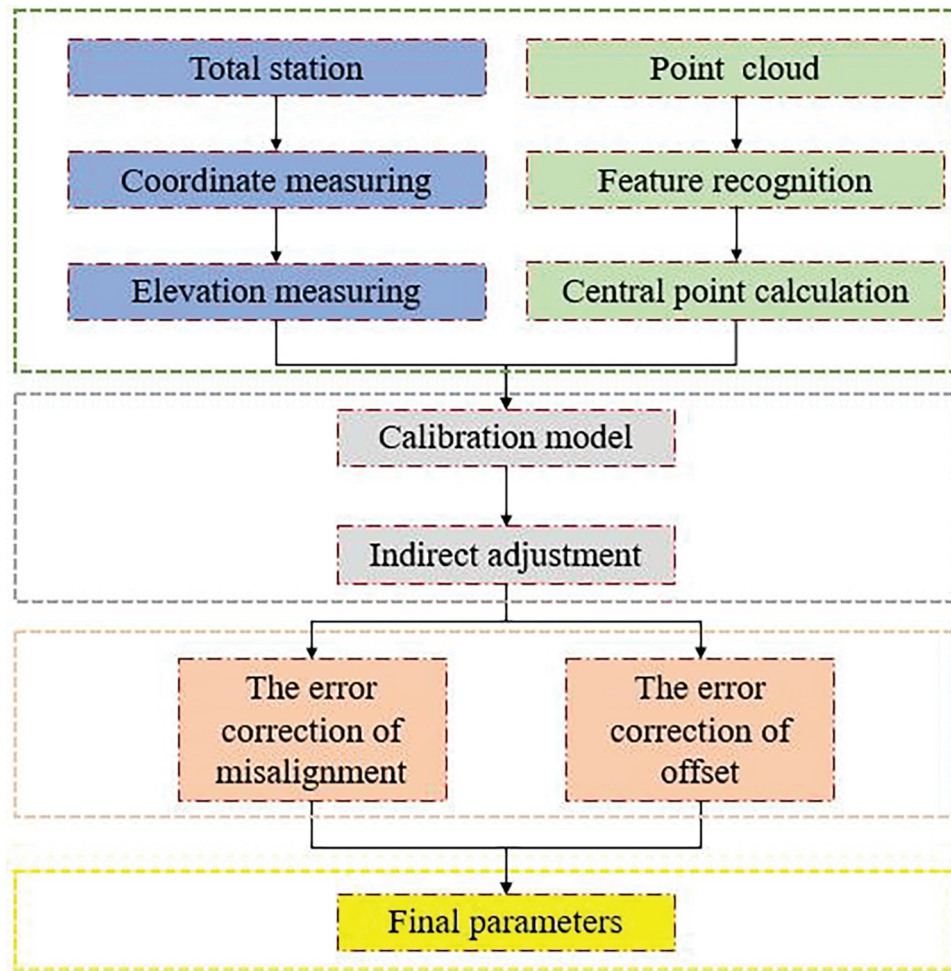 Total station
Point cloud
Coordinate measuring
Feature recognition
Elevation measuring
Central point calculation
Calibration model
Indirect adjustment
The error
correction of
misalignment
The error
correction of
offset
Final parameters